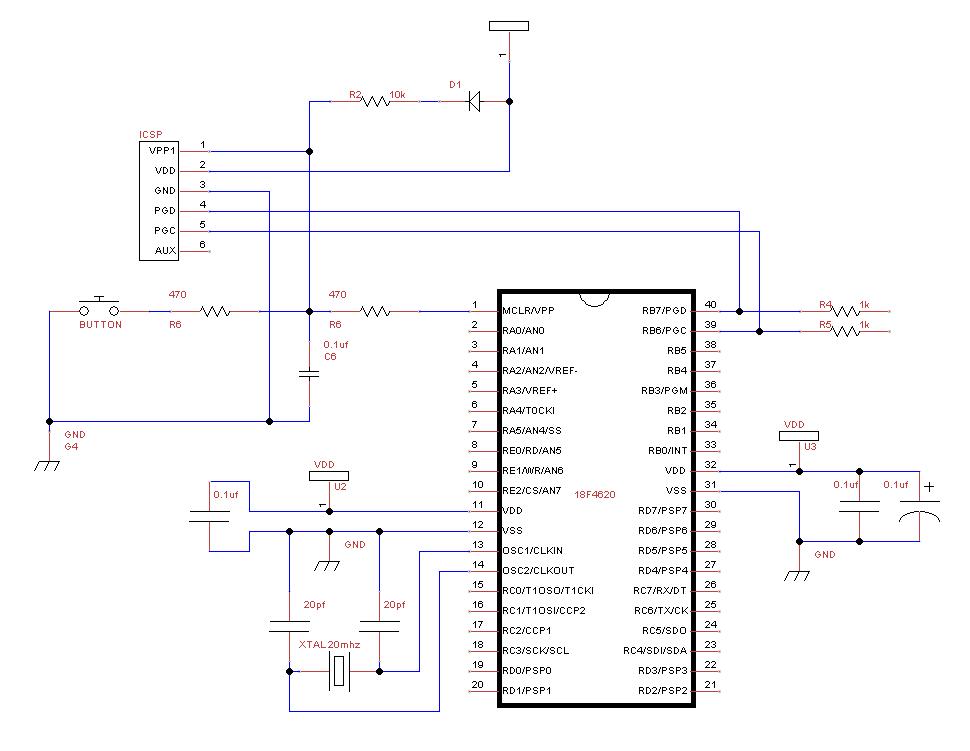 1
D1
R2 10k
ICSP
VPP1 1
VDD 2
GND 3
PGD 4
PGC 5
AUX 6
470
R6
BUTTON
470
R6
0.1uf
C6
GND
G4
1 MCLR/VPP
2 RA0/AN0
3 RA1/AN1
4 RA2/AN2/VREF-
5 RA3/VREF+
6 RA4/TOCKI
7 RA5/AN4/SS
8 RE0/RD/AN5
9 RE1/WR/AN6
10 RE2/CS/AN7
11 VDD
12 VSS
13 OSC1/CLKIN
14 OSC2/CLKOUT
15 RC0/T1OSO/T1CKI
16 RC1/T1OSI/CCP2
17 RC2/CCP1
18 RC3/SCK/SCL
19 RD0/PSP0
20 RD1/PSP1
18F4620
RB7/PGD 40
RB6/PGC 39
RB5 38
RB4 37
RB3/PGM 36
RB2 35
RB1 34
RB0/INT 33
VDD 32
VSS 31
RD7/PSP7 30
RD6/PSP6 29
RD5/PSP5 28
RD4/PSP4 27
RC7/RX/DT 26
RC6/TX/CK 25
RC5/SDO 24
RC4/SDI/SDA 23
RD3/PSP3 22
RD2/PSP2 21
R4 1k
R5 1k
VDD
U3
1
0.1uf
0.1uf +
GND
VDD
U2
1
0.1uf
GND
20pf
20pf
XTAL20mhz